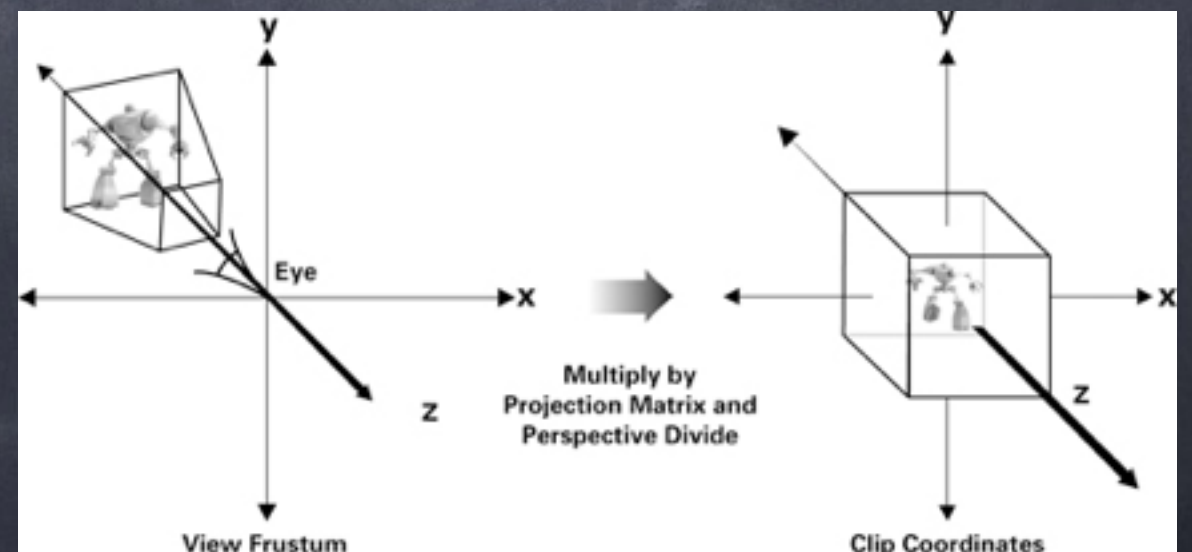 y
Eye
x
z
View Frustum
Multiply by
Projection Matrix and
Perspective Divide
y
x
z
Clip Coordinates